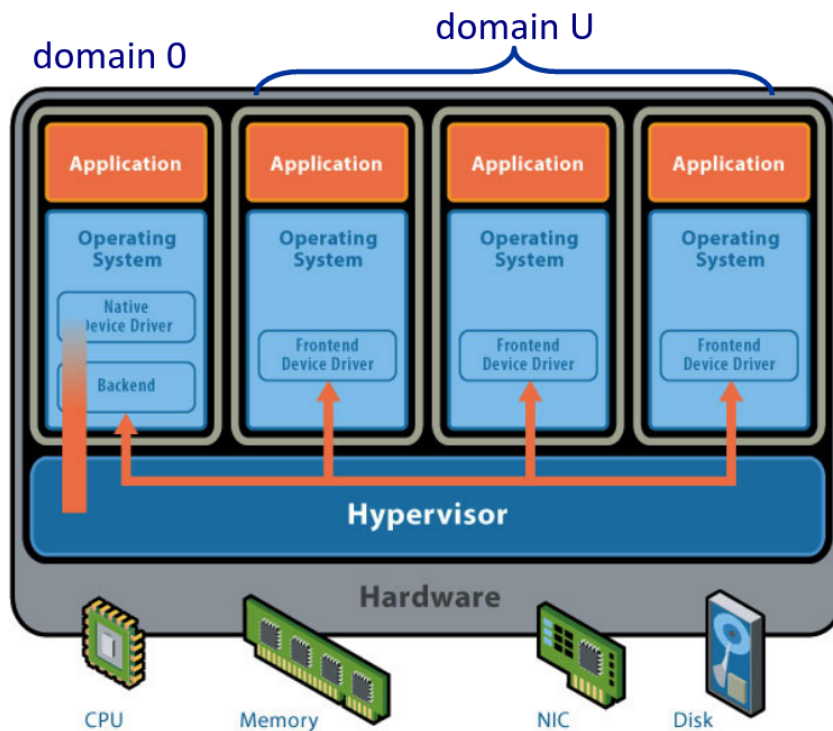 domain 0
domain U
Application
Application
Application
Application
Operating
System
Operating
System
Operating
System
Operating
System
Native
Device Driver
Backend
Frontend
Device Driver
Frontend
Device Driver
Frontend
Device Driver
Hypervisor
Hardware
CPU
Memory
NIC
Disk